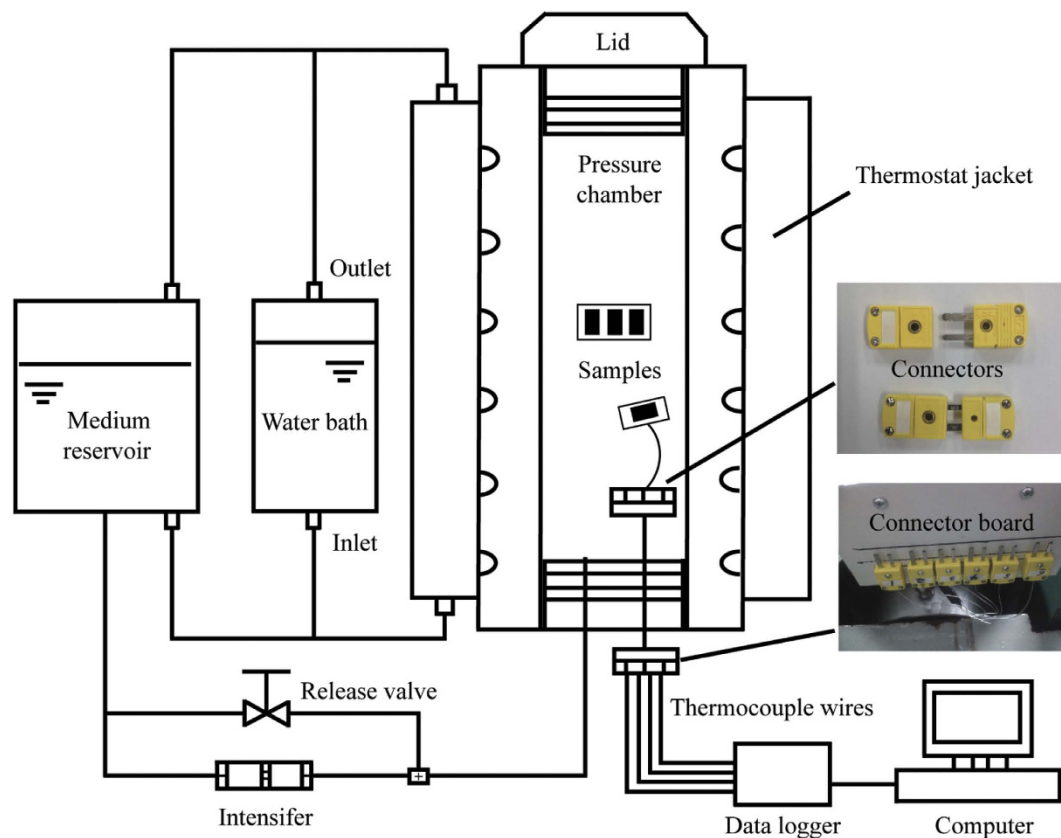 Lid
Pressure
chamber
Thermostat jacket
Outlet
Samples
Connectors
Medium
reservoir
Water bath
Inlet
Connector board
Release valve
Thermocouple wires
Intensifer
Data logger
Computer